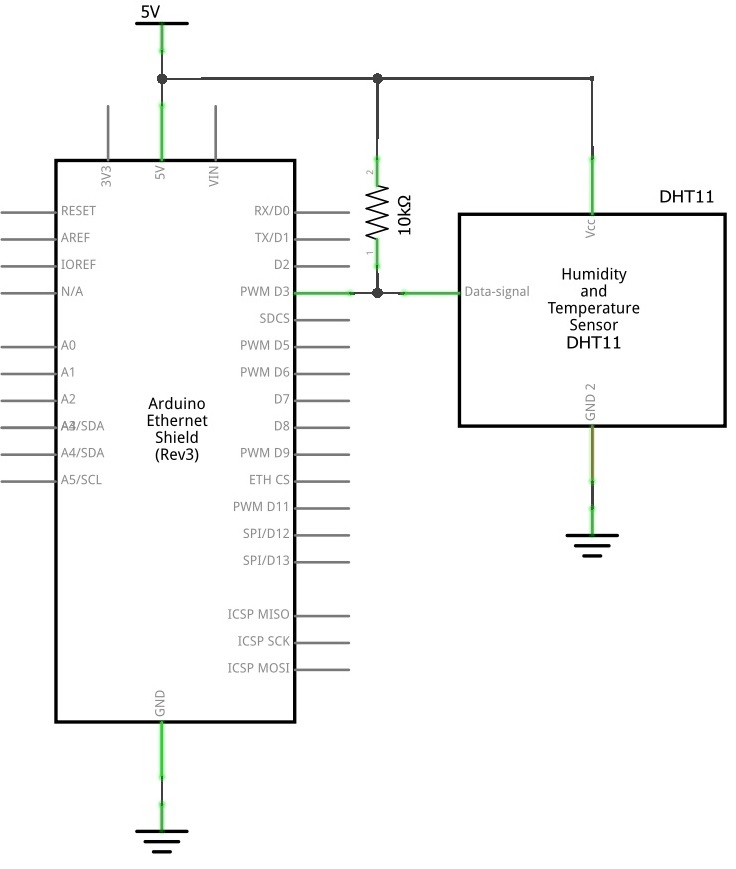 5V
3V3
5V
VIN
RESET
AREF
IOREF
N/A
A0
A1
A2
/SDA
A4/SDA
A5/SCL
Arduino
Ethernet
Shield
(Rev3)
RX/D0
TX/D1
D2
PWM D3
SDCS
PWM D5
PWM D6
D7
D8
PWM D9
ETH CS
PWM D11
SPI/D12
SPI/D13
ICSP MISO
ICSP SCK
ICSP MOSI
GND
2
10kΩ
1
DHT11
Vcc
Data-signal
Humidity
and
Temperature
Sensor
DHT11
GND 2